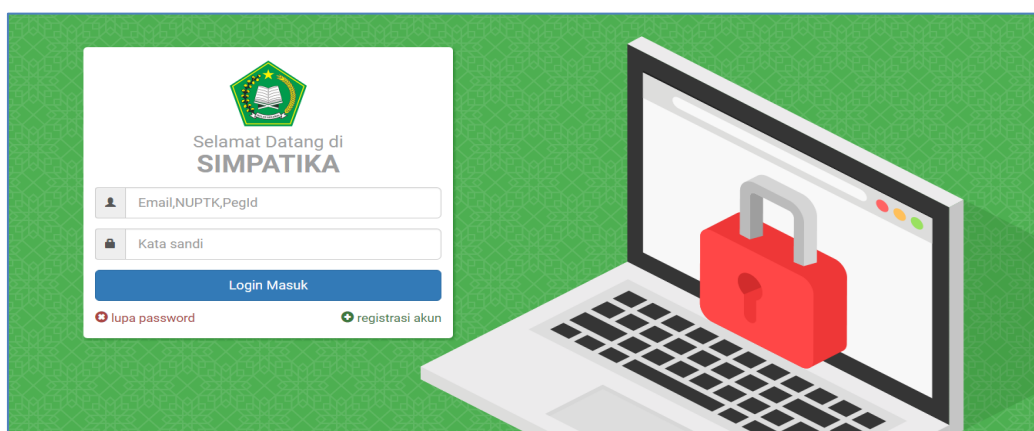 Selamat Datang di
SIMPATIKA
Email,NUPTK,PegId
Kata sandi
Login Masuk
lupa password
registrasi akun